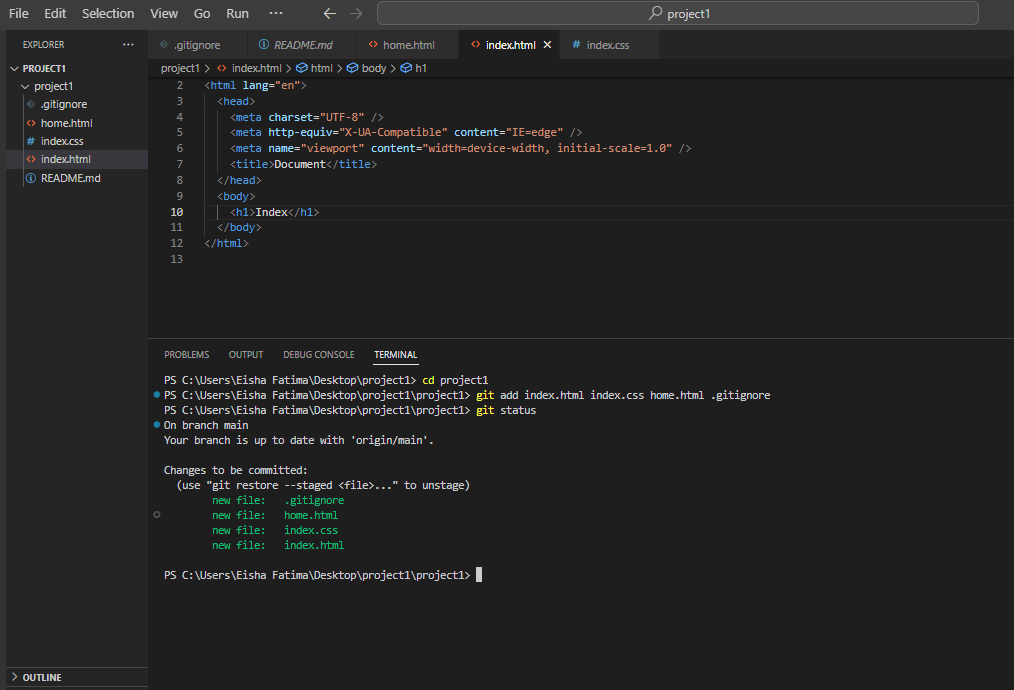 File Edit Selection View Go Run ··· ← → project1
EXPLORER ···
PROJECT1
project1
.gitignore
home.html
# index.css
index.html
README.md
OUTLINE
.gitignore README.md home.html index.html × # index.css
project1 > index.html > html > body > h1
2 <html lang="en">
3 <head>
4 <meta charset="UTF-8" />
5 <meta http-equiv="X-UA-Compatible" content="IE=edge" />
6 <meta name="viewport" content="width=device-width, initial-scale=1.0" />
7 <title>Document</title>
8 </head>
9 <body>
10 <h1>Index</h1>
11 </body>
12 </html>
13
PROBLEMS OUTPUT DEBUG CONSOLE TERMINAL
PS C:\Users\Eisha Fatima\Desktop\project1> cd project1
PS C:\Users\Eisha Fatima\Desktop\project1\project1> git add index.html index.css home.html .gitignore
PS C:\Users\Eisha Fatima\Desktop\project1\project1> git status
On branch main
Your branch is up to date with 'origin/main'.
Changes to be committed:
(use "git restore --staged <file>..." to unstage)
new file: .gitignore
new file: home.html
new file: index.css
new file: index.html
PS C:\Users\Eisha Fatima\Desktop\project1\project1>